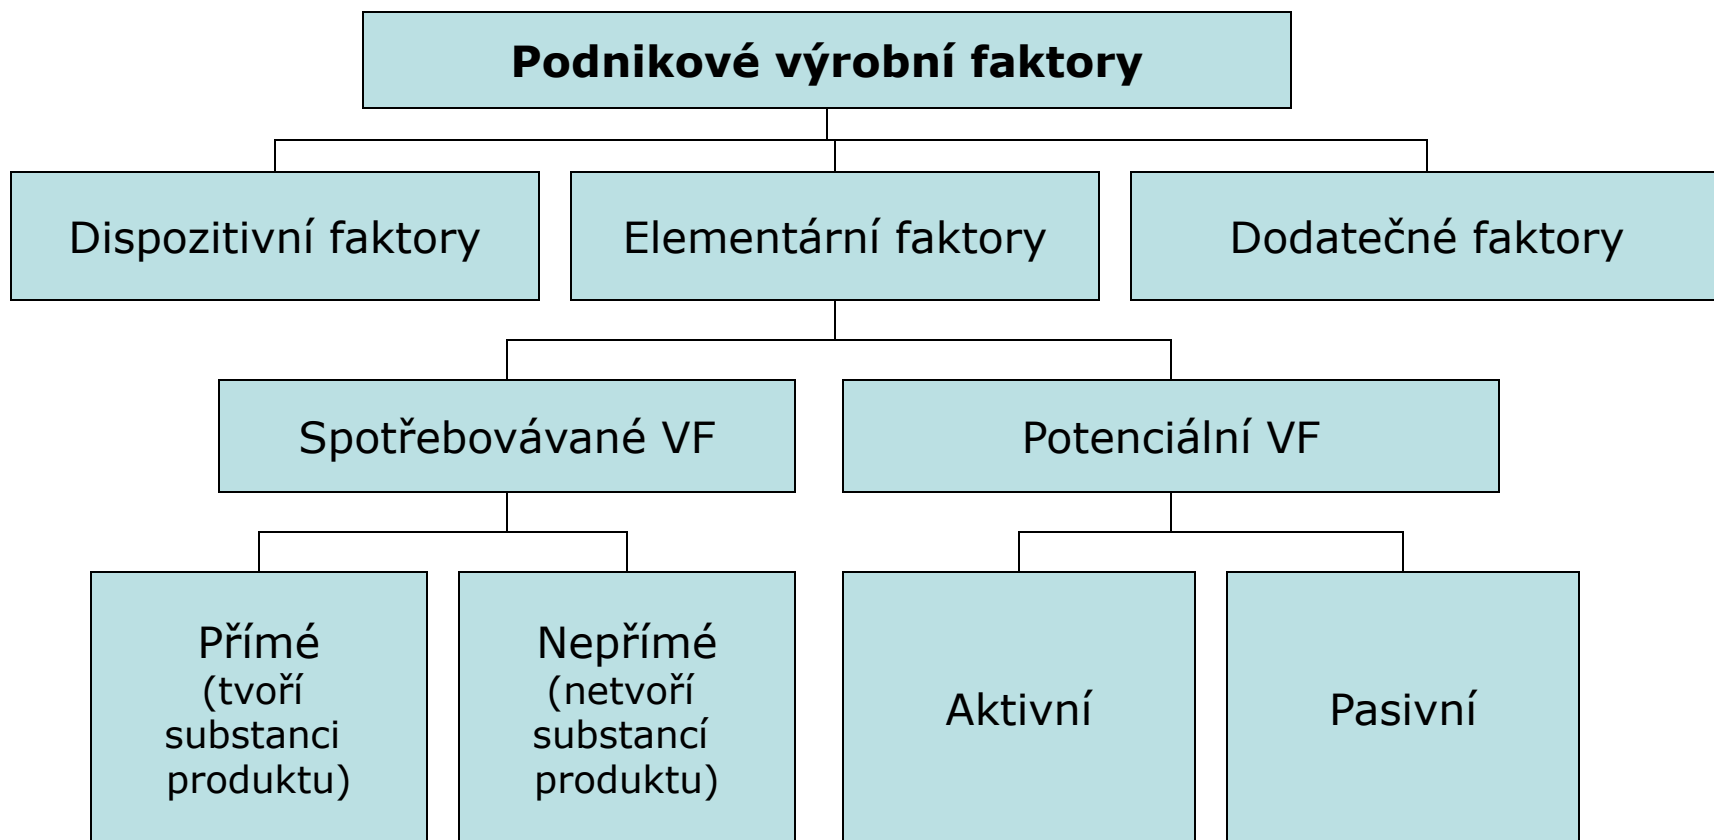 Podnikové výrobní faktory
Dispozitivní faktory
Elementární faktory
Dodatečné faktory
Spotřebovávané VF
Potenciální VF
Přímé
(tvoří
substanci
produktu)
Nepřímé
(netvoří
substancí
produktu)
Aktivní
Pasivní